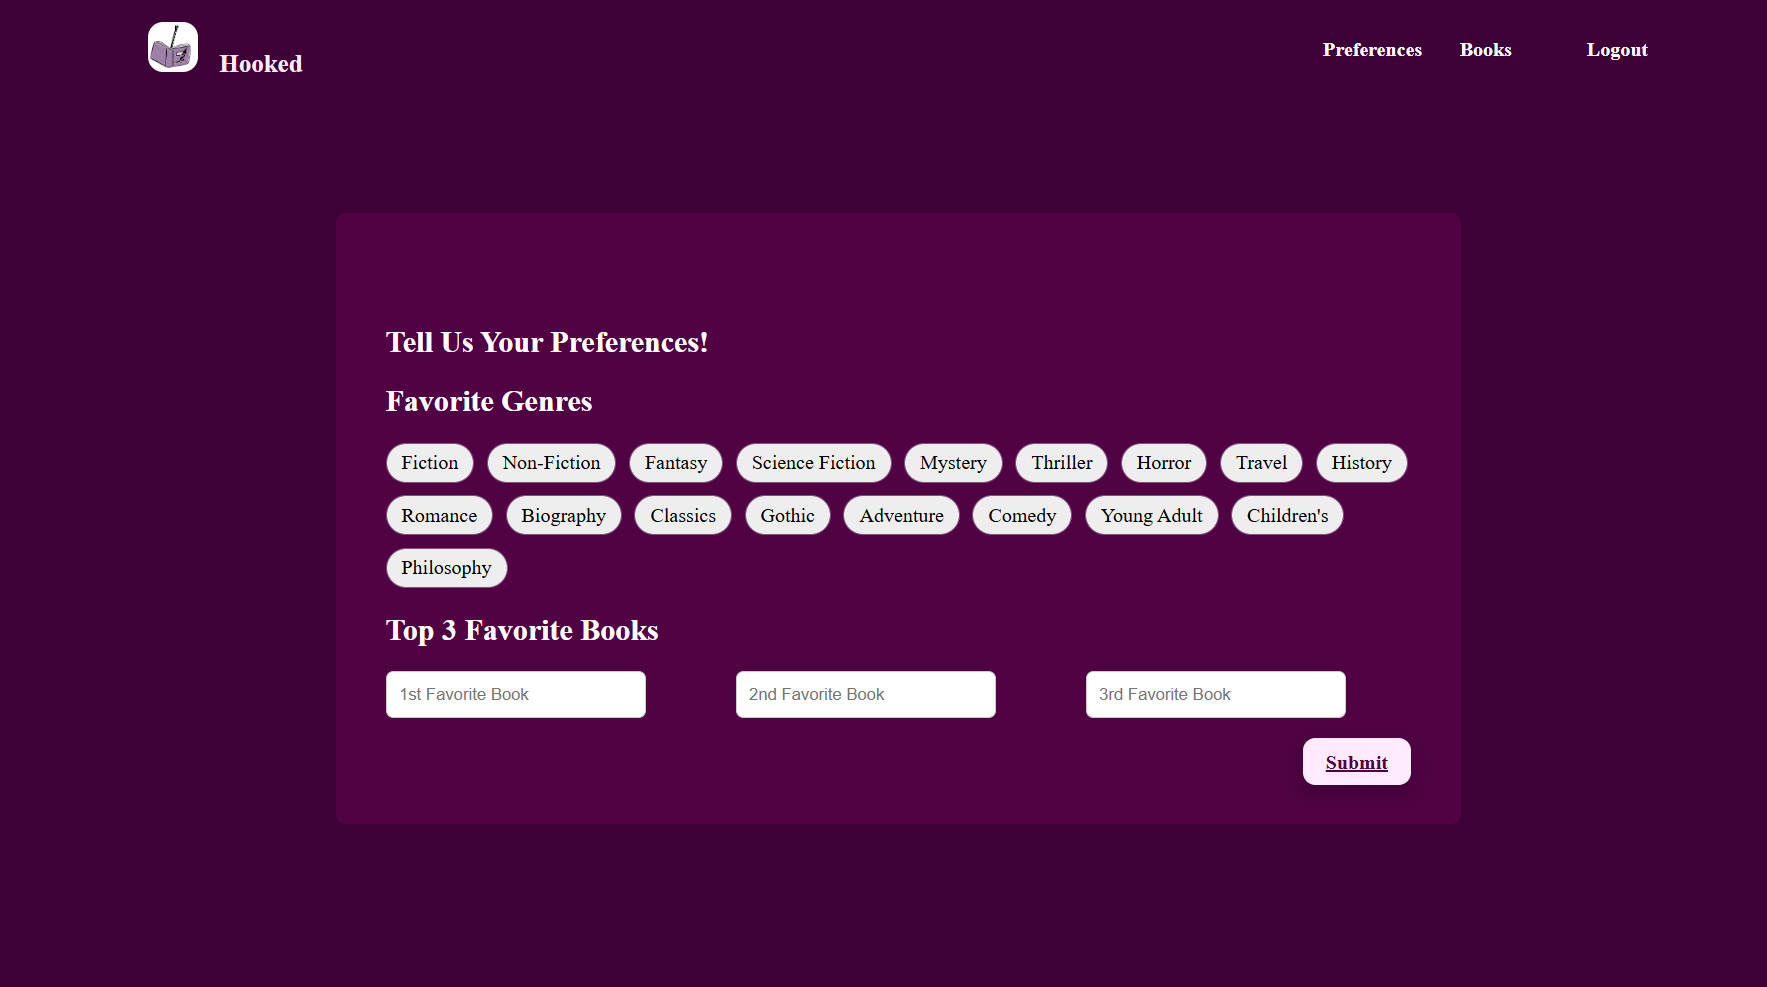 Hooked
Preferences Books Logout
Tell Us Your Preferences!
Favorite Genres
Fiction Non-Fiction Fantasy Science Fiction Mystery Thriller Horror Travel History
Romance Biography Classics Gothic Adventure Comedy Young Adult Children's
Philosophy
Top 3 Favorite Books
1st Favorite Book 2nd Favorite Book 3rd Favorite Book
Submit